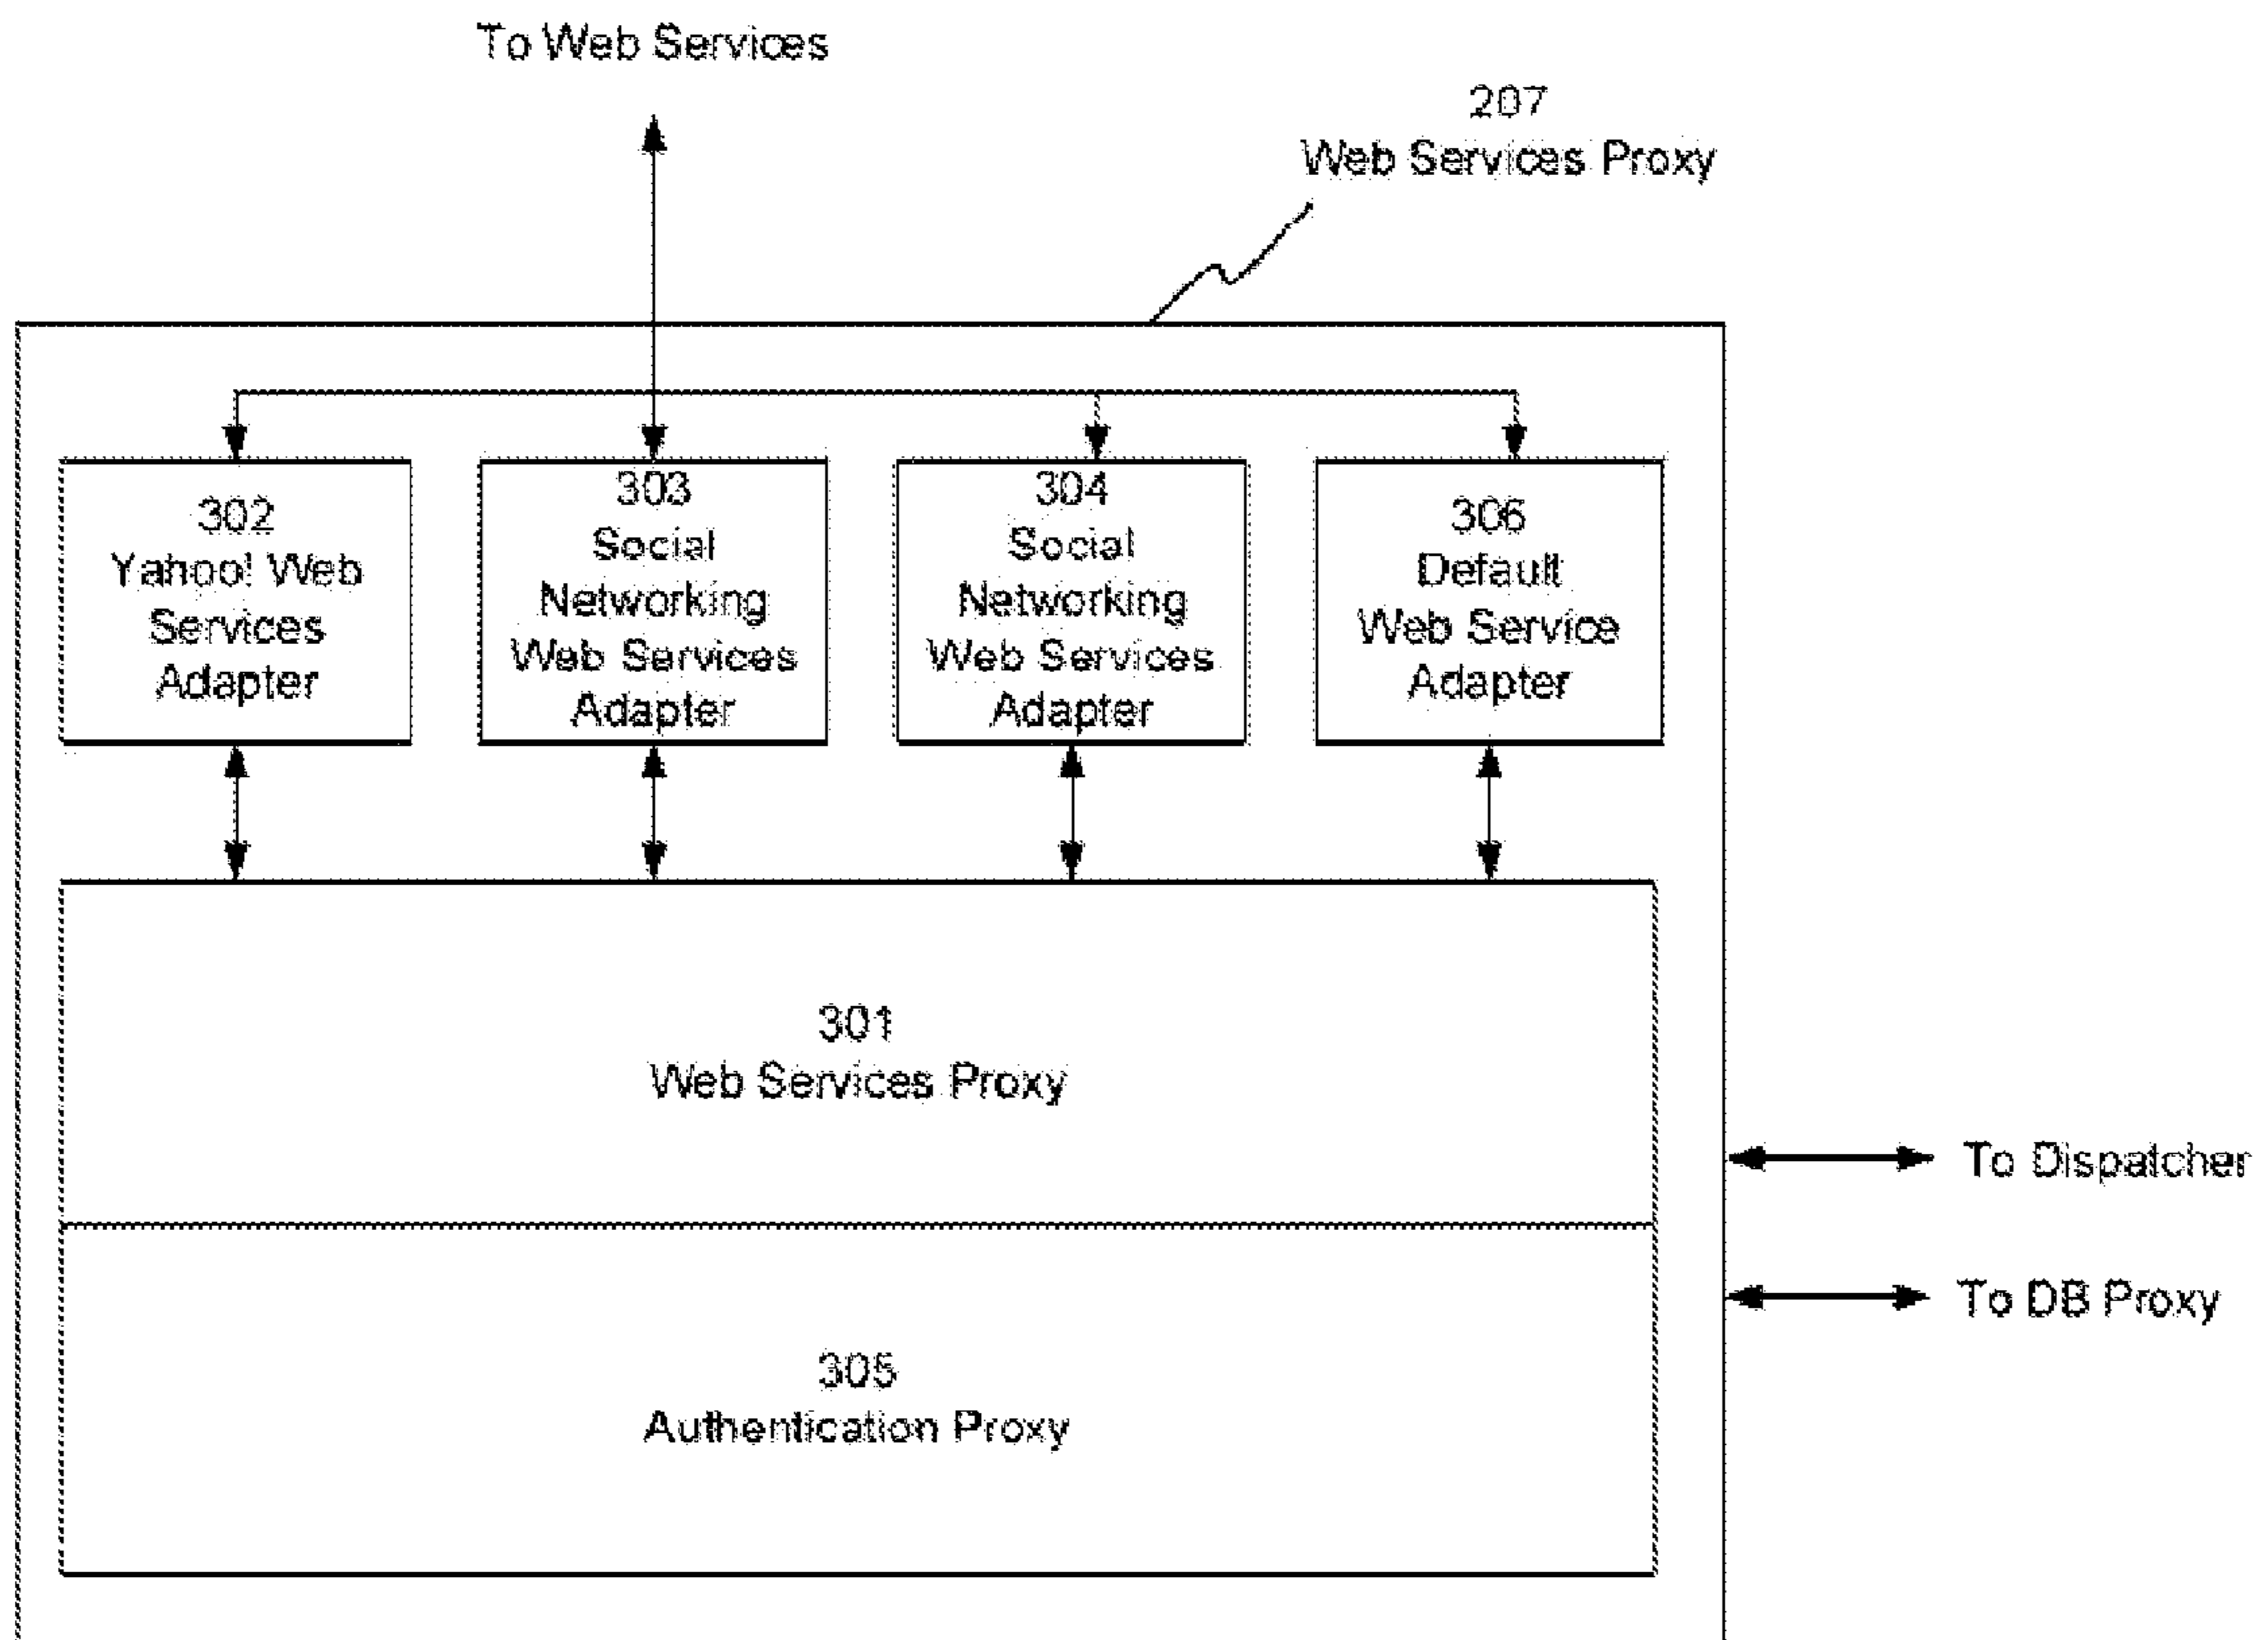 To Web Services
207
Web Services Proxy
302
Yahoo! Web
Services
Adapter
303
Social
Networking
Web Services
Adapter
304
Social
Networking
Web Services
Adapter
306
Default
Web Service
Adapter
301
Web Services Proxy
To Dispatcher
To DB Proxy
305
Authentication Proxy